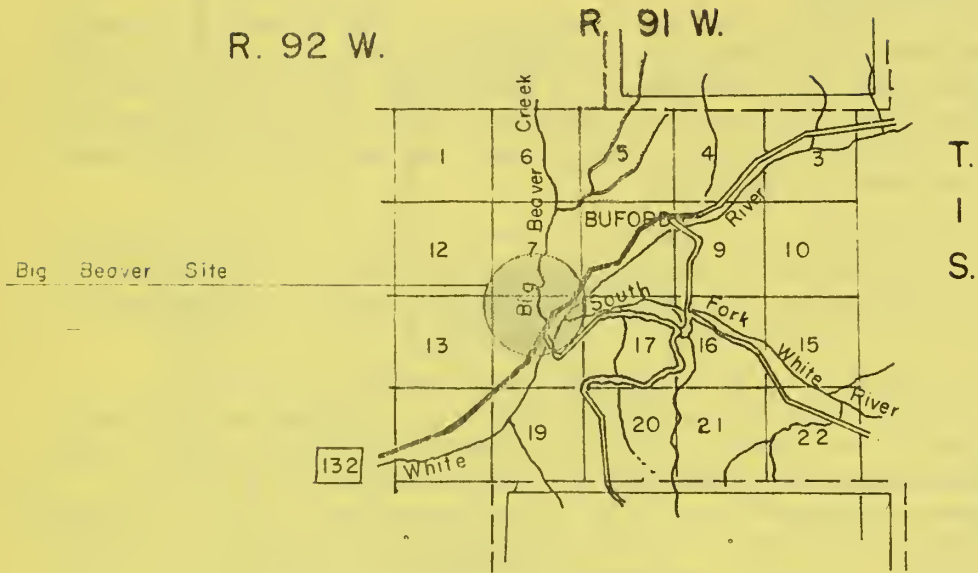 R. 92 W.
R. 91 W.
T.
1
S.
1
6
5
4
3
Big Beaver Creek
12
7
BUFORD
9
10
River
Big Beaver Site
13
South Fork White River
17
16
15
19
20
21
22
132
White